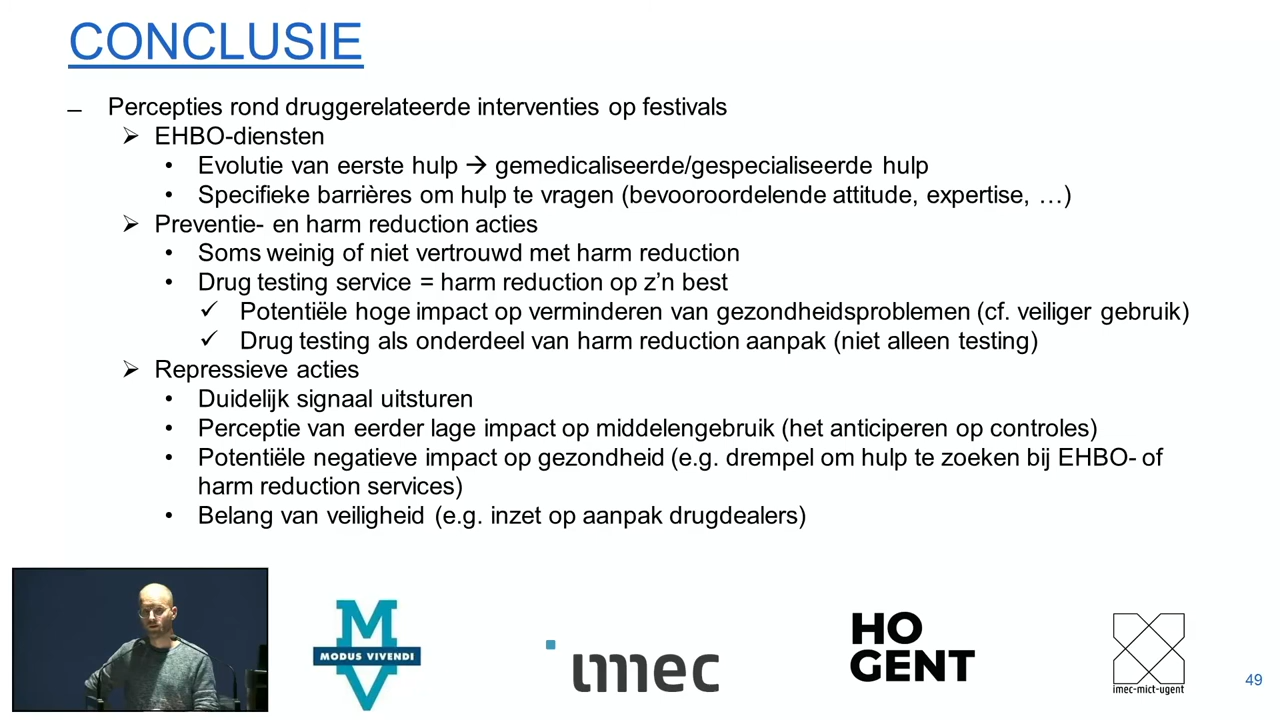 CONCLUSIE
– Percepties rond druggerelateerde interventies op festivals
➢ EHBO-diensten
• Evolutie van eerste hulp → gemedicaliseerde/gespecialiseerde hulp
• Specifieke barrières om hulp te vragen (bevooroordelende attitude, expertise, …)
➢ Preventie- en harm reduction acties
• Soms weinig of niet vertrouwd met harm reduction
• Drug testing service = harm reduction op z’n best
✓ Potentiële hoge impact op verminderen van gezondheidsproblemen (cf. veiliger gebruik)
✓ Drug testing als onderdeel van harm reduction aanpak (niet alleen testing)
➢ Repressieve acties
• Duidelijk signaal uitsturen
• Perceptie van eerder lage impact op middelengebruik (het anticiperen op controles)
• Potentiële negatieve impact op gezondheid (e.g. drempel om hulp te zoeken bij EHBO- of
harm reduction services)
• Belang van veiligheid (e.g. inzet op aanpak drugdealers)
M
MODUS VIVENDI
V
imec
HO
GENT
imec-mict-ugent
49